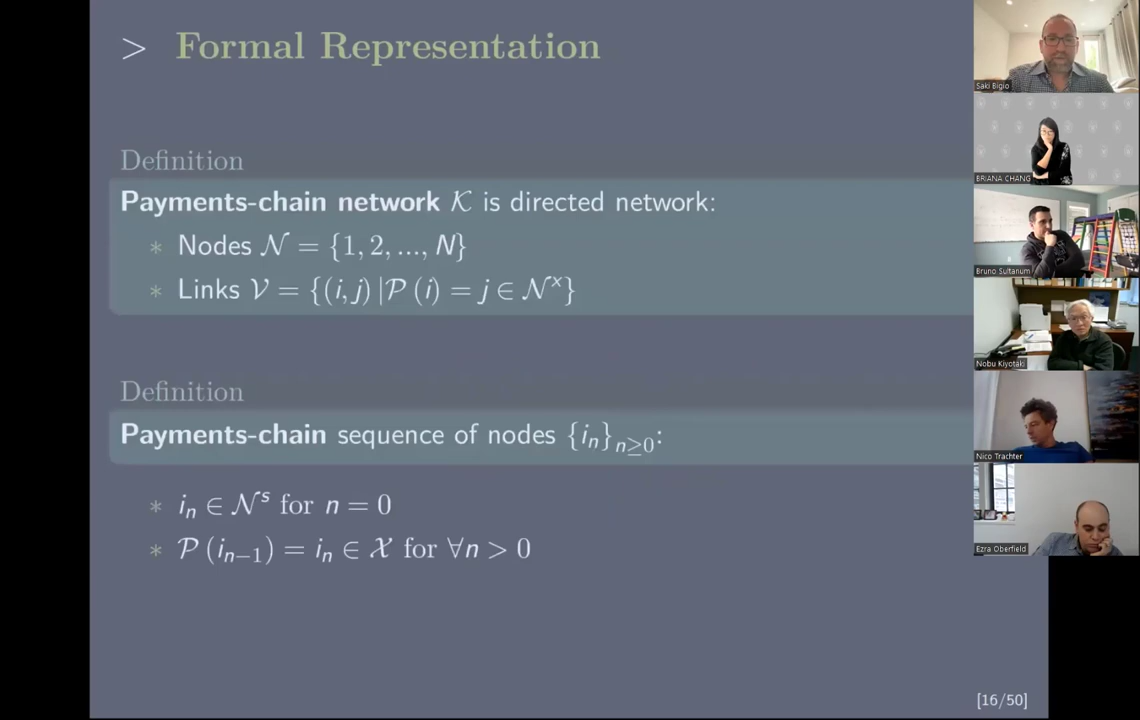 > Formal Representation
Saki Bigio
Definition
BRIANA CHANG
Payments-chain network 𝒦 is directed network:
∗ Nodes 𝒩 = {1, 2, ..., N}
Bruno Sultanum
∗ Links 𝒱 = {(i, j) |𝒫 (i) = j ∈ 𝒩ˣ}
Nobu Kiyotaki
Definition
Payments-chain sequence of nodes {iₙ}ₙ≥₀:
Nico Trachter
∗ iₙ ∈ 𝒩ˢ for n = 0
∗ 𝒫 (iₙ₋₁) = iₙ ∈ 𝒳 for ∀n > 0
Ezra Oberfield
[16/50]